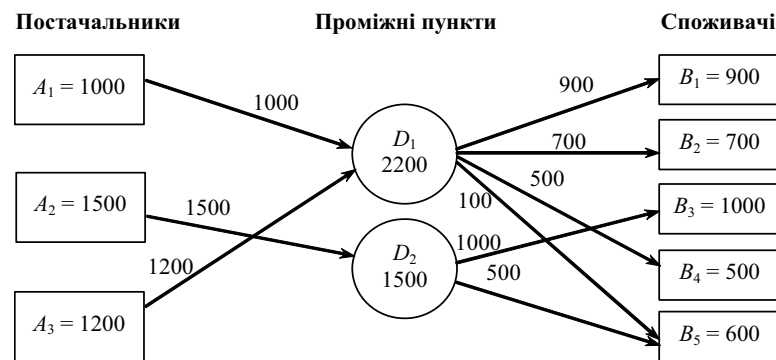 Постачальники
Проміжні пункти
Споживачі
A₁ = 1000
A₂ = 1500
A₃ = 1200
1000
1500
1200
D₁
2200
D₂
1500
900
700
500
100
1000
500
B₁ = 900
B₂ = 700
B₃ = 1000
B₄ = 500
B₅ = 600